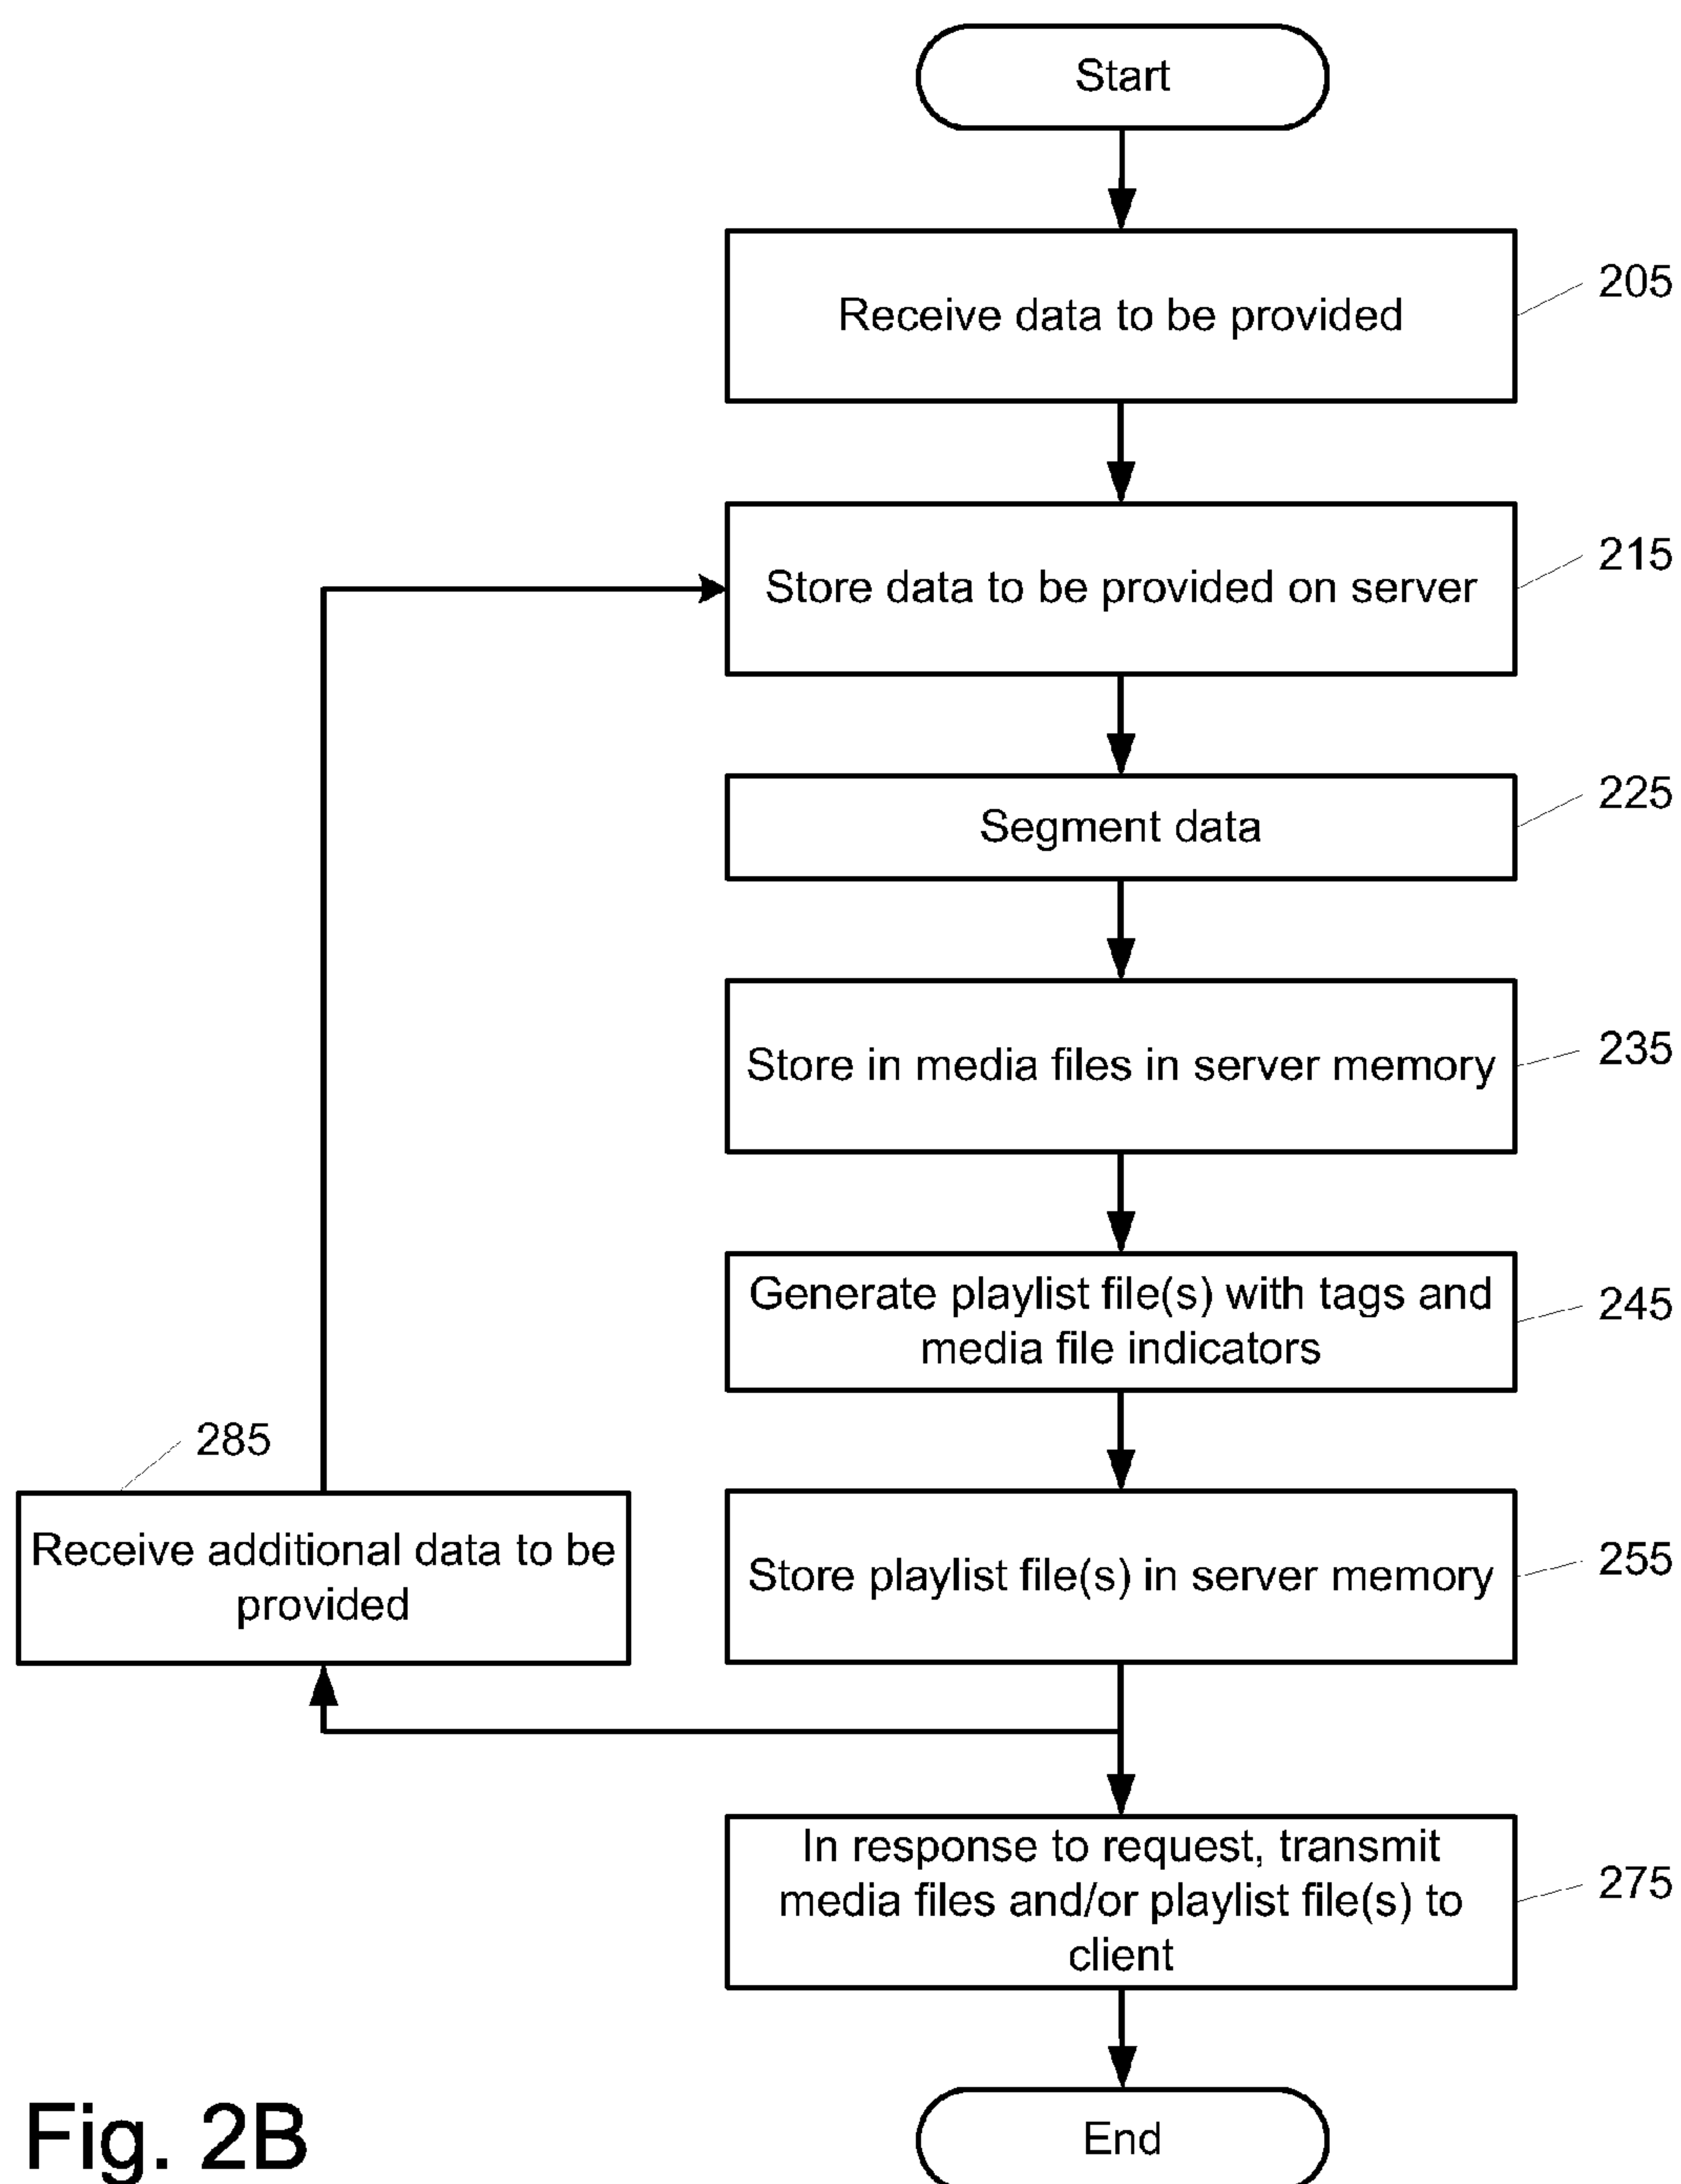 Start
Receive data to be provided
205
Store data to be provided on server
215
Segment data
225
Store in media files in server memory
235
Generate playlist file(s) with tags and
media file indicators
245
285
Receive additional data to be
provided
Store playlist file(s) in server memory
255
In response to request, transmit
media files and/or playlist file(s) to
client
275
End
Fig. 2B